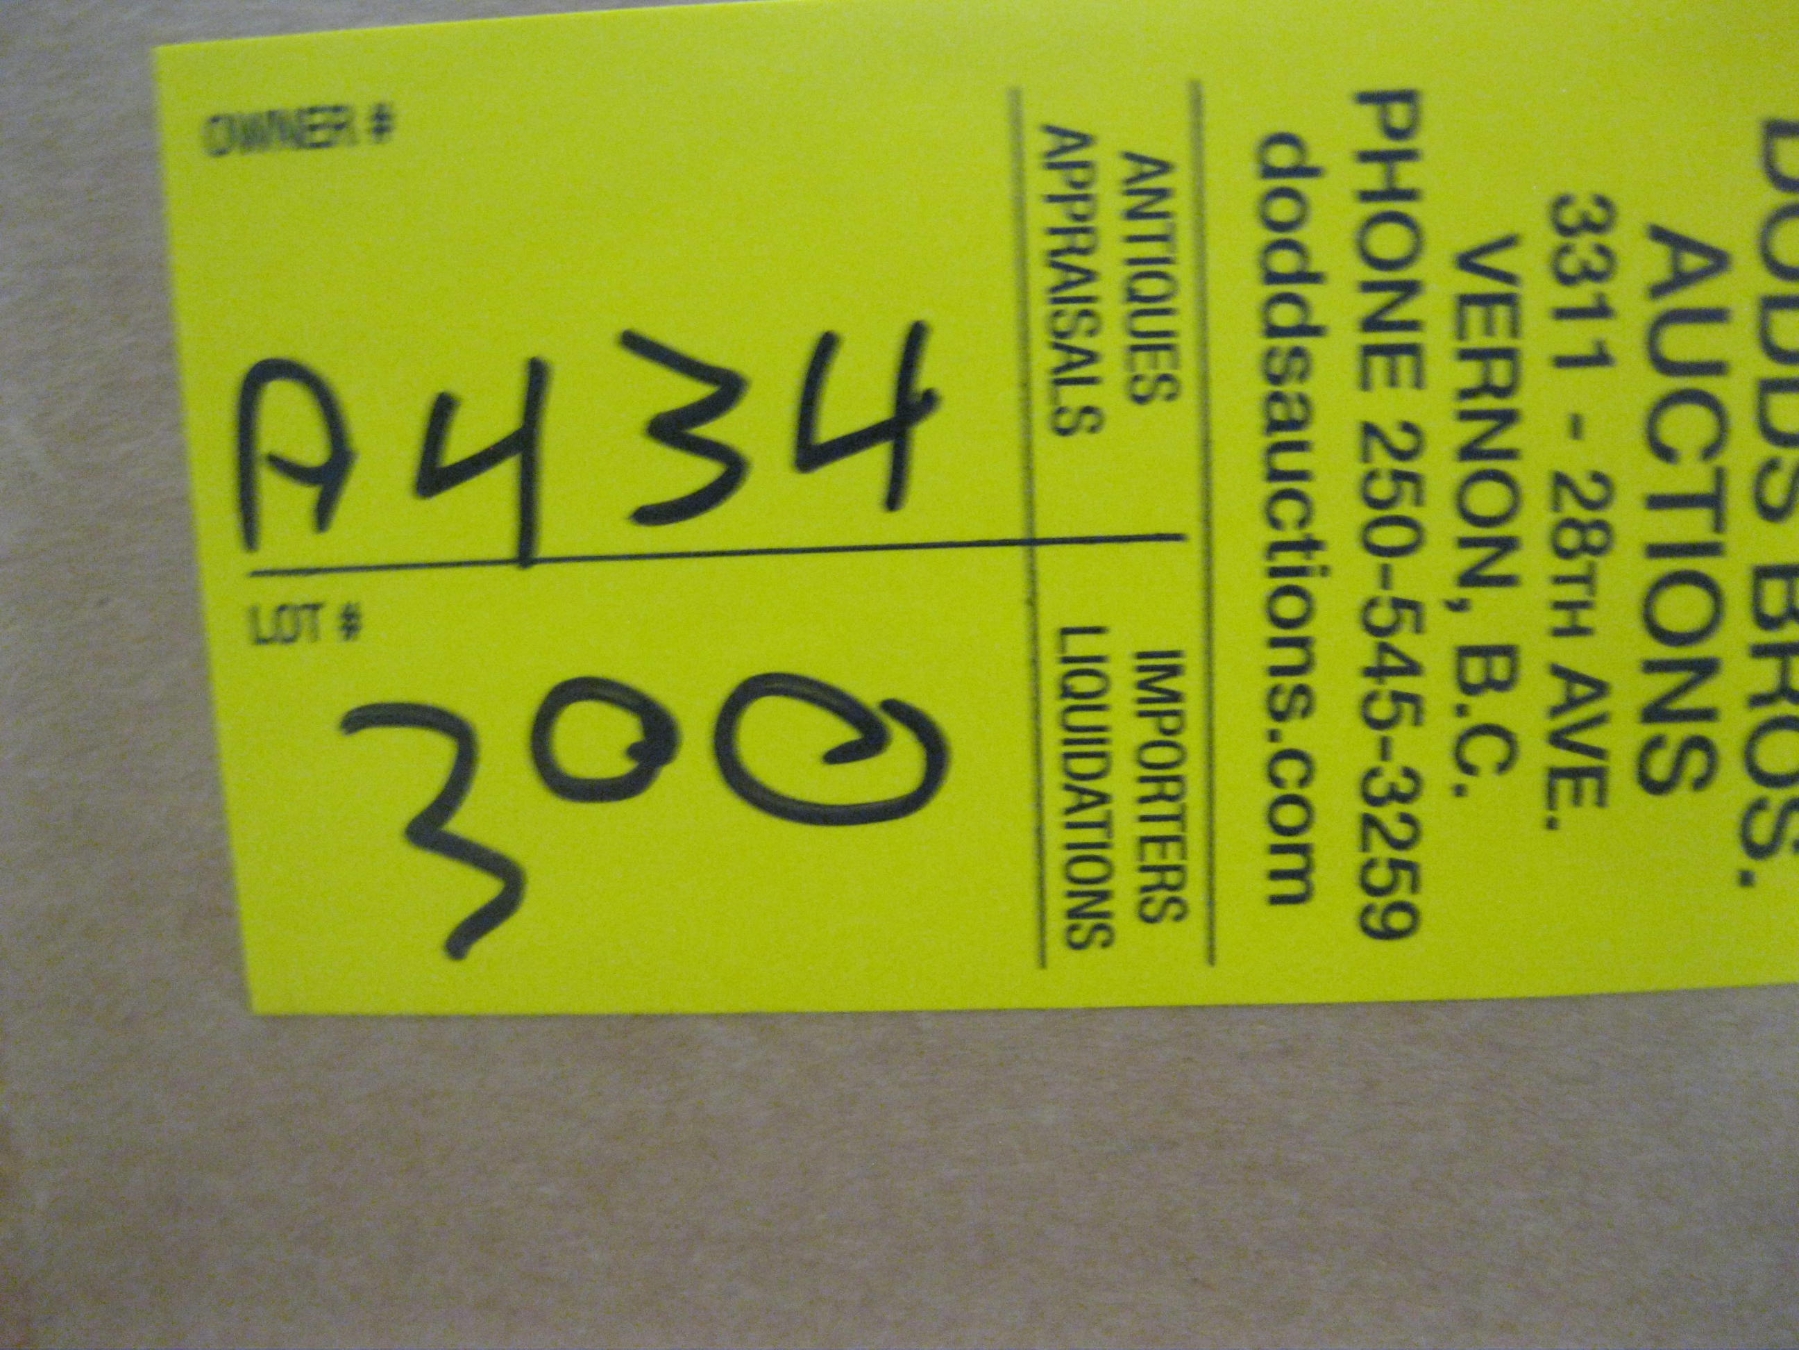 DODDS BROS.
AUCTIONS
3311 - 28TH AVE.
VERNON, B.C.
PHONE 250-545-3259
doddsauctions.com
ANTIQUES
APPRAISALS
IMPORTERS
LIQUIDATIONS
OWNER #
A434
LOT #
300